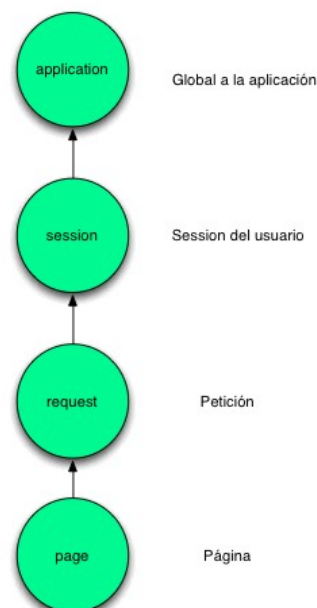 application
Global a la aplicación
session
Session del usuario
request
Petición
page
Página